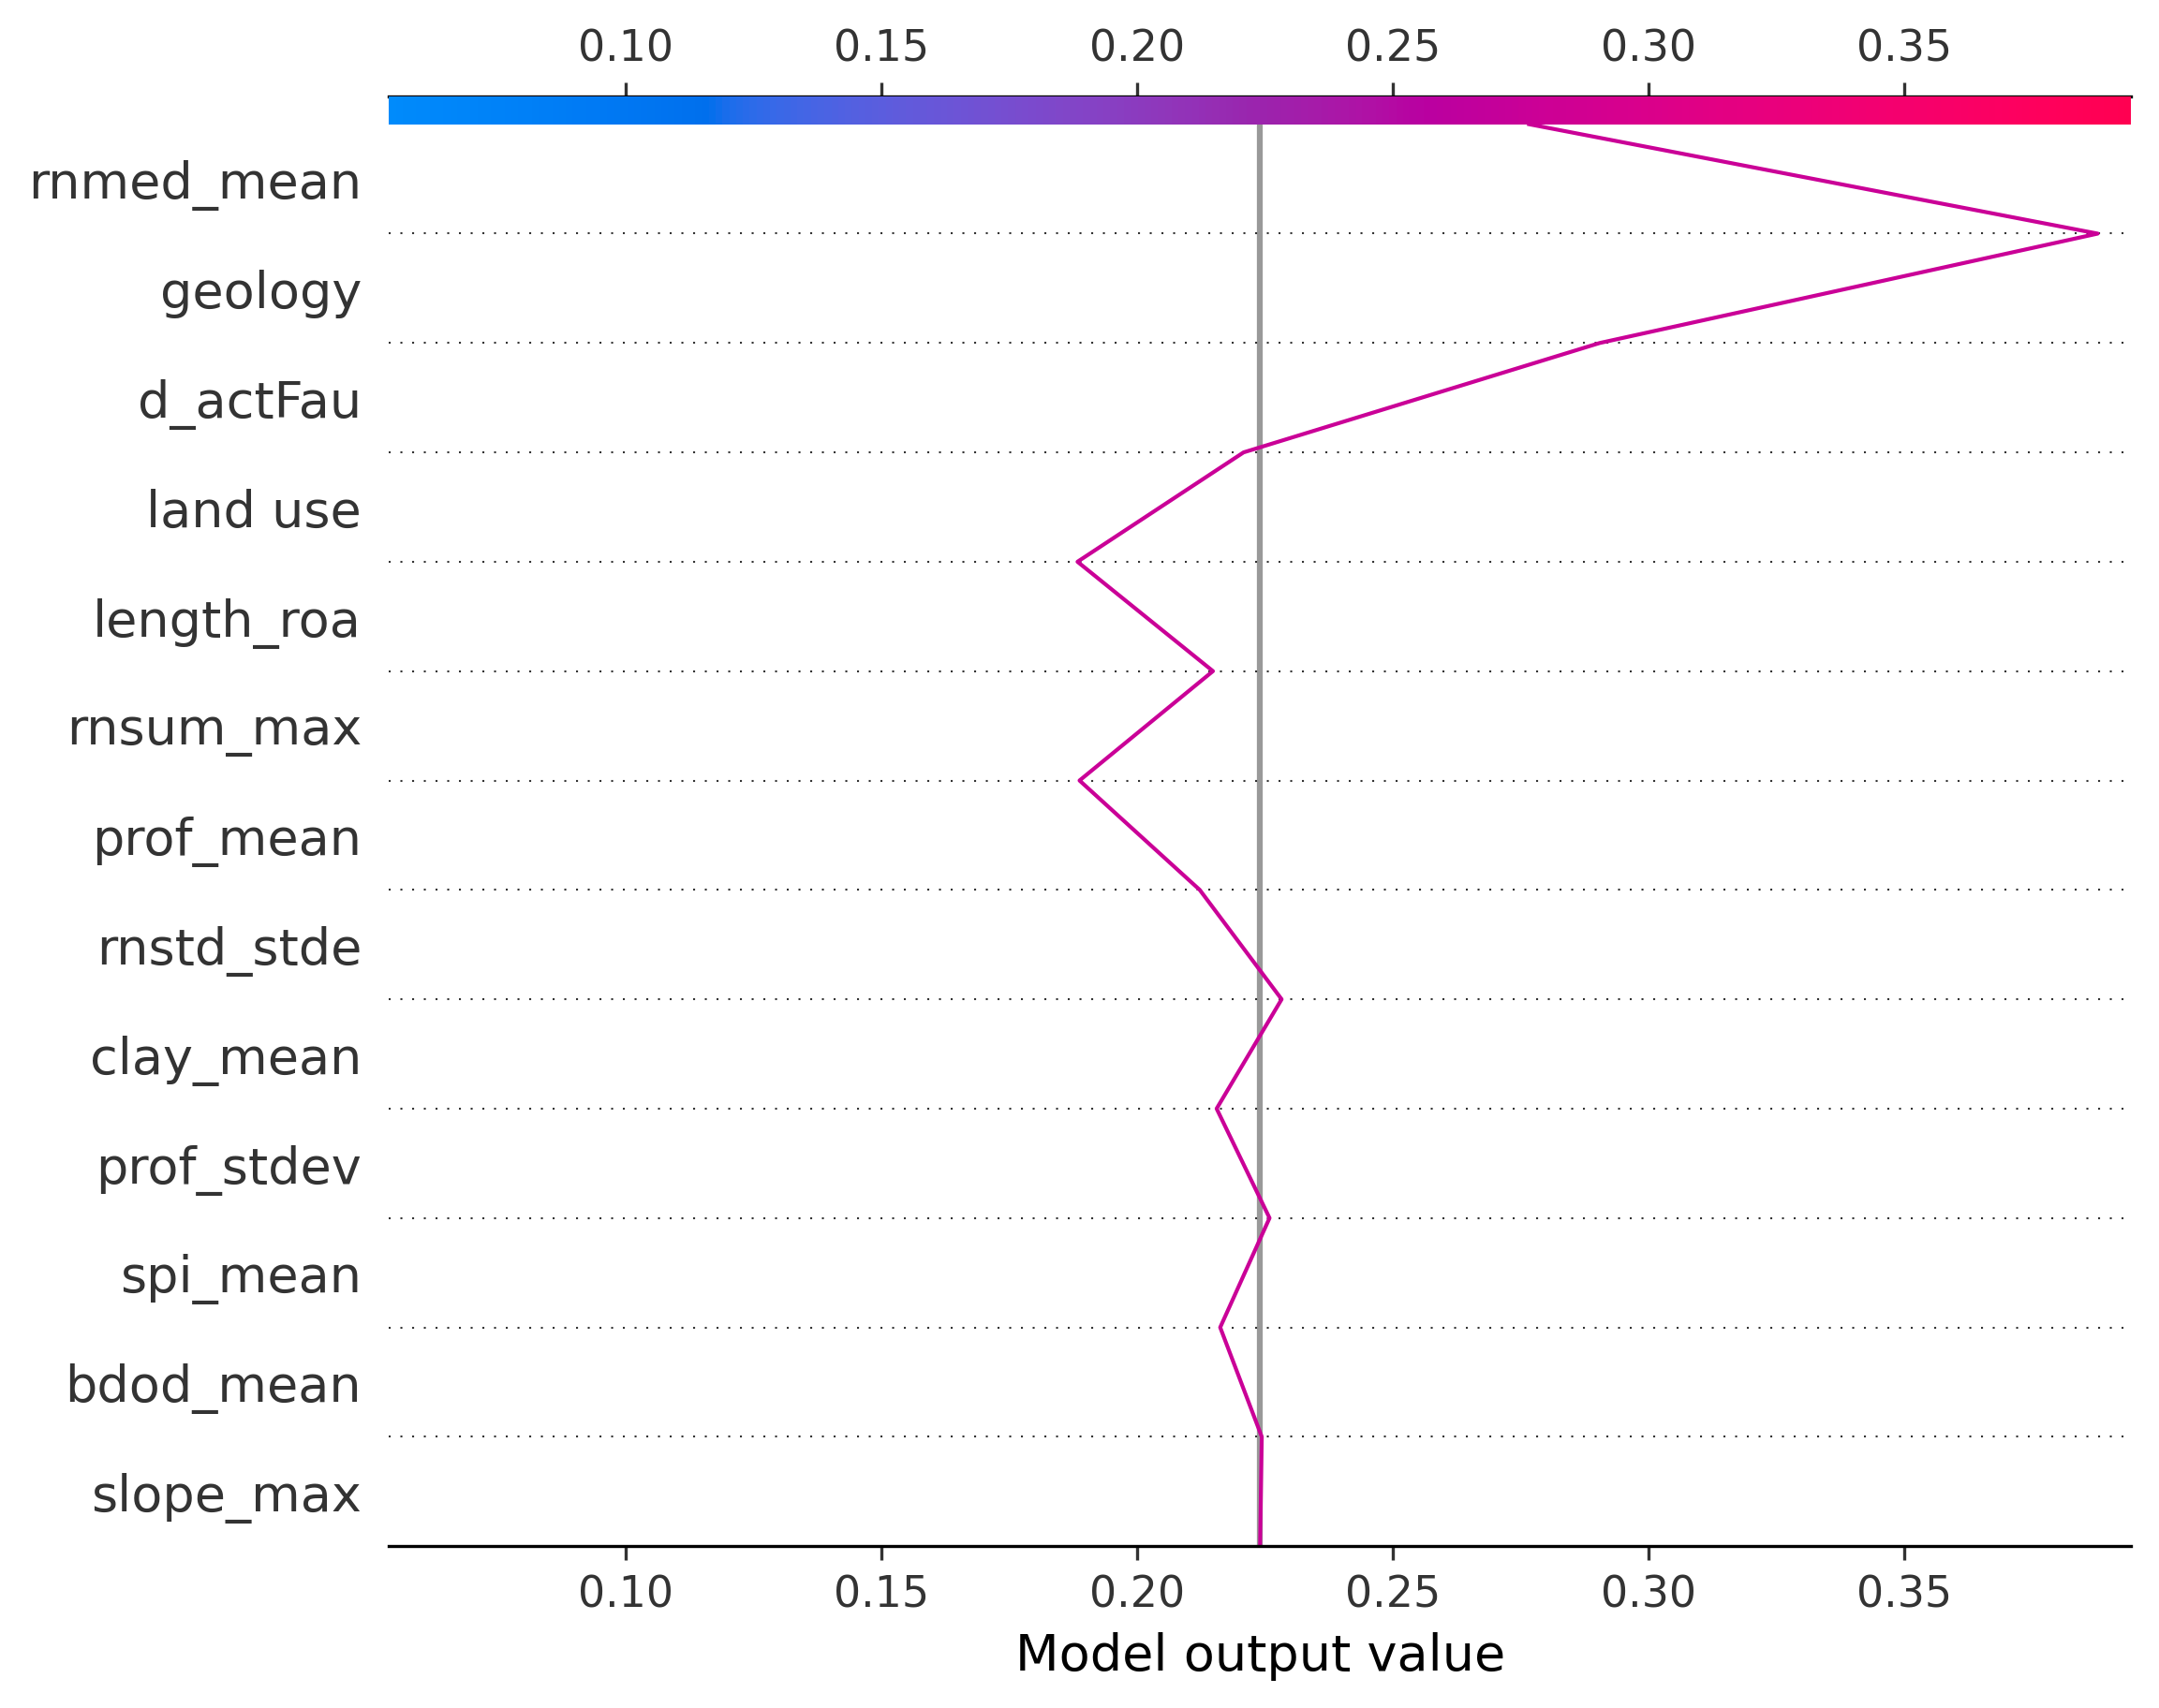 0.10 0.15 0.20 0.25 0.30 0.35
rnmed_mean
geology
d_actFau
land use
length_roa
rnsum_max
prof_mean
rnstd_stde
clay_mean
prof_stdev
spi_mean
bdod_mean
slope_max
0.10 0.15 0.20 0.25 0.30 0.35
Model output value